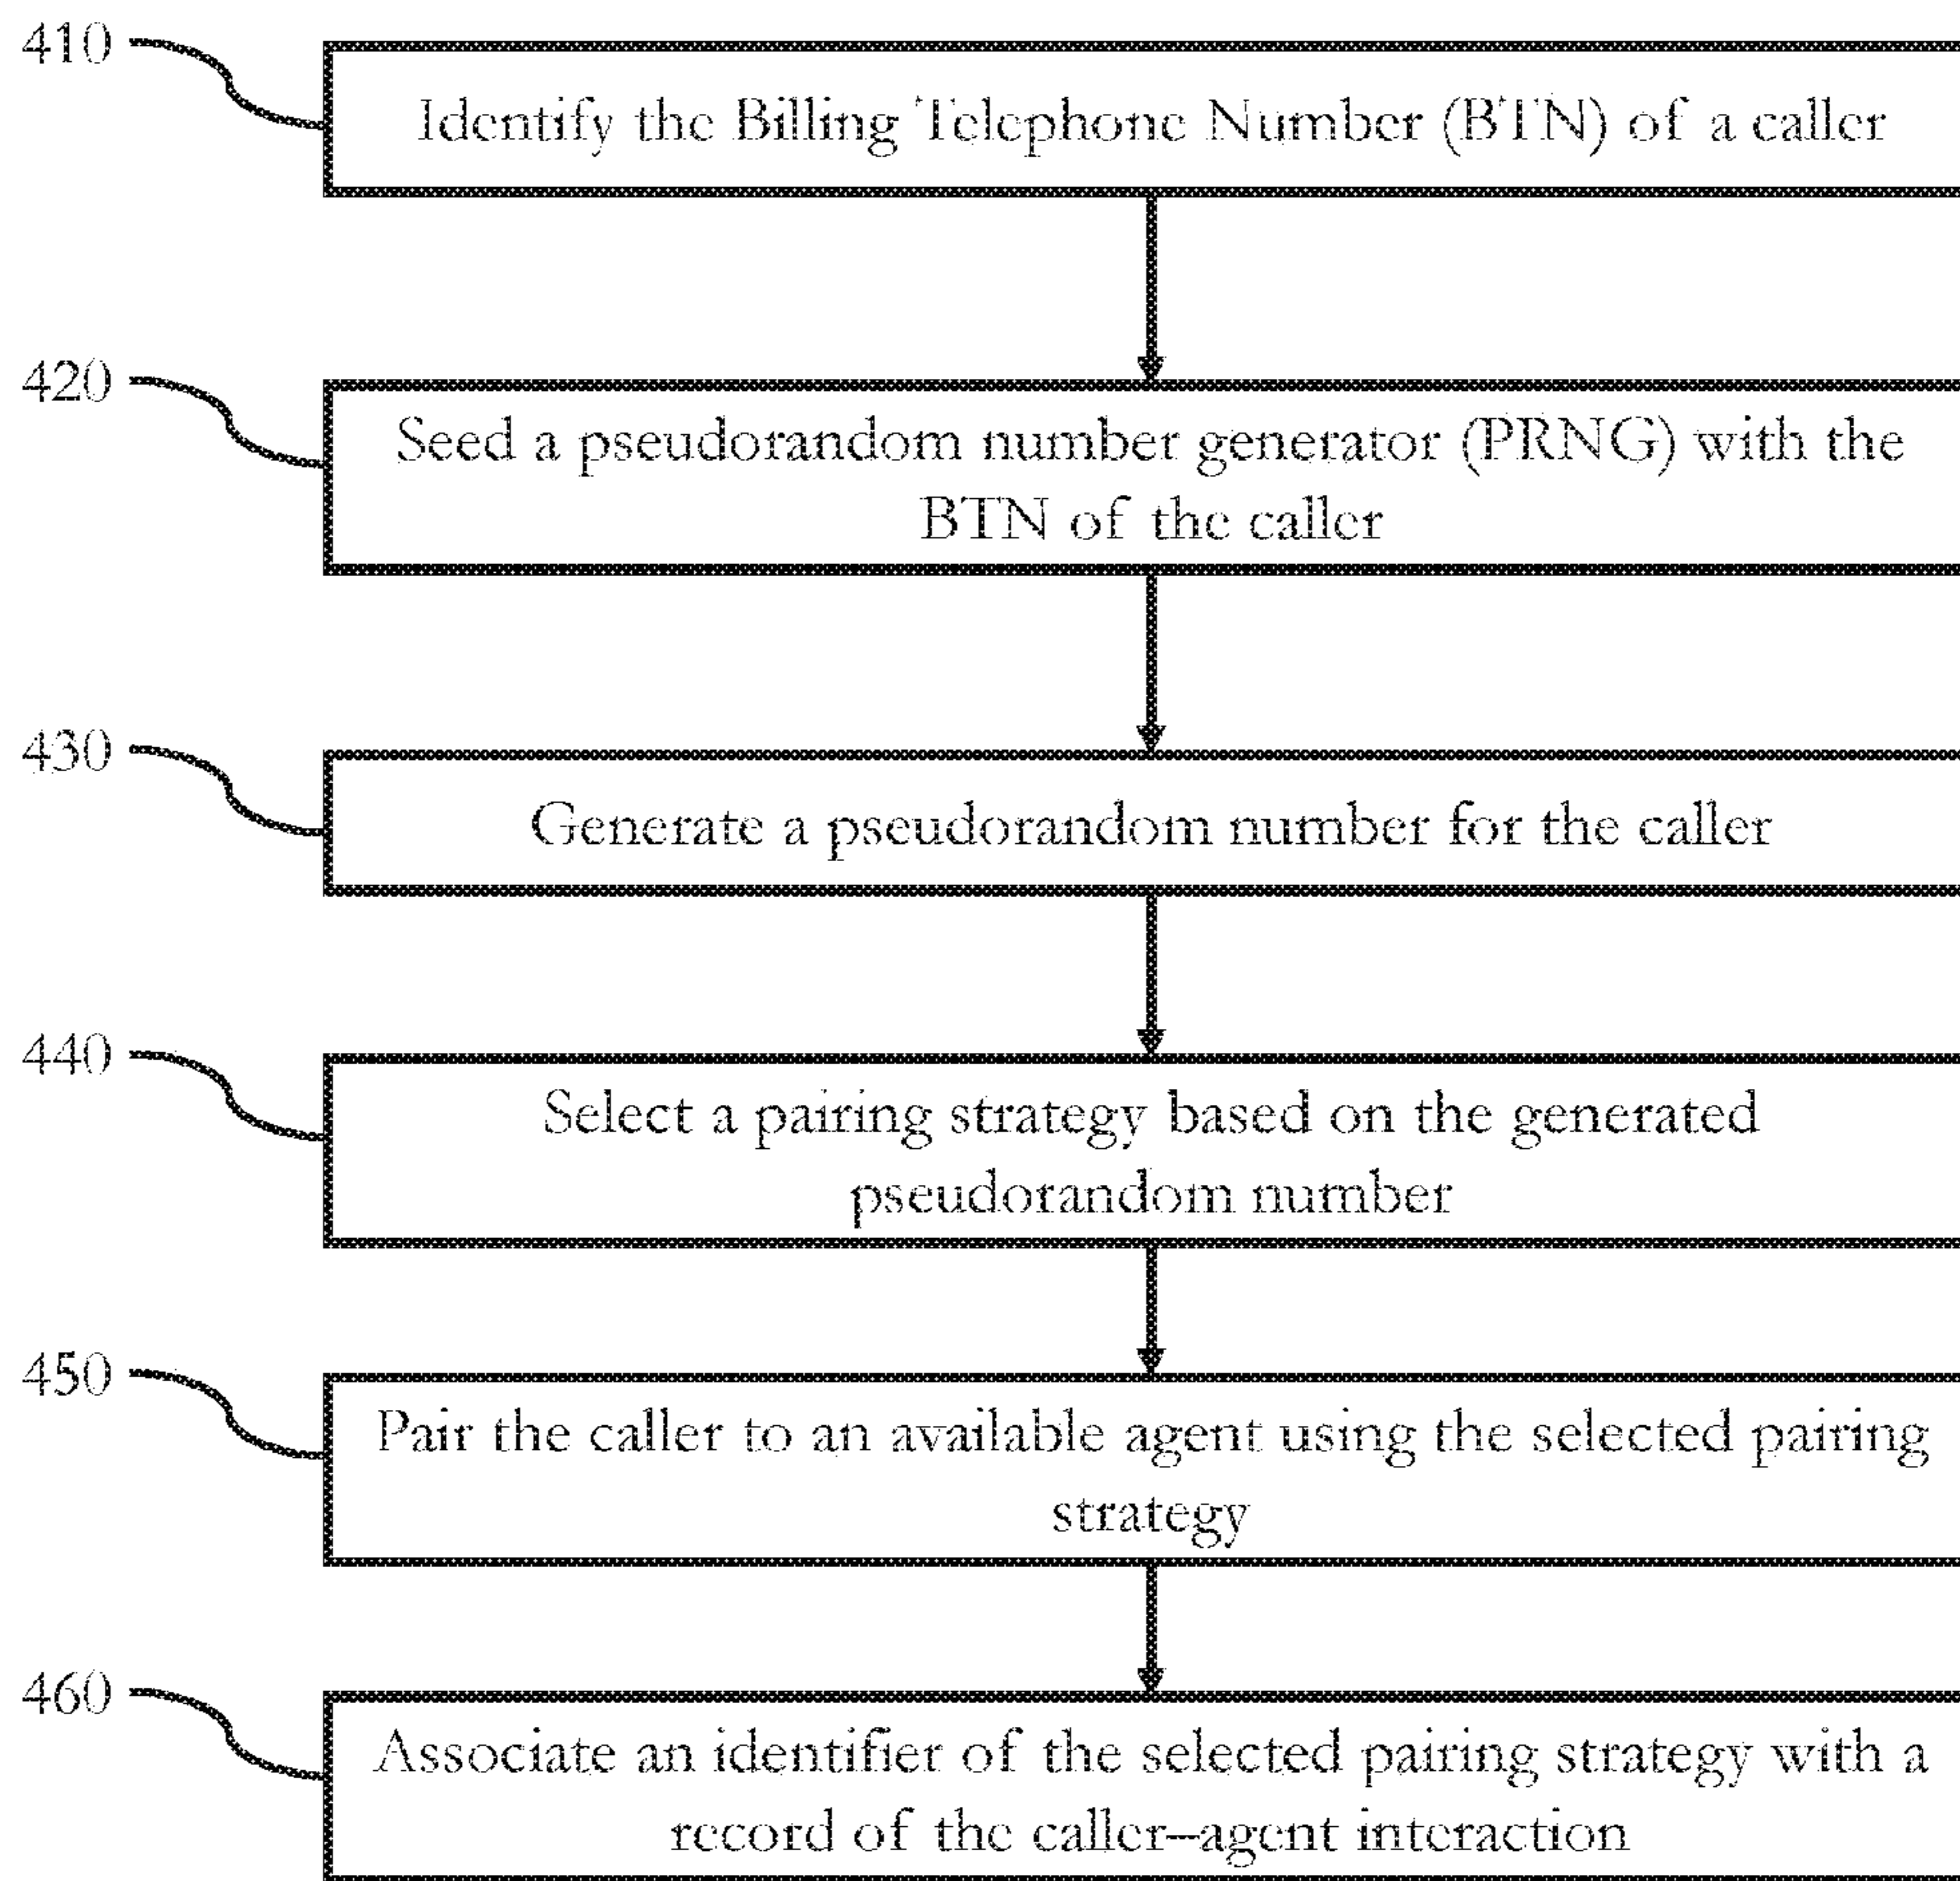 410
Identify the Billing Telephone Number (BTN) of a caller
420
Seed a pseudorandom number generator (PRNG) with the
BTN of the caller
430
Generate a pseudorandom number for the caller
440
Select a pairing strategy based on the generated
pseudorandom number
450
Pair the caller to an available agent using the selected pairing
strategy
460
Associate an identifier of the selected pairing strategy with a
record of the caller–agent interaction